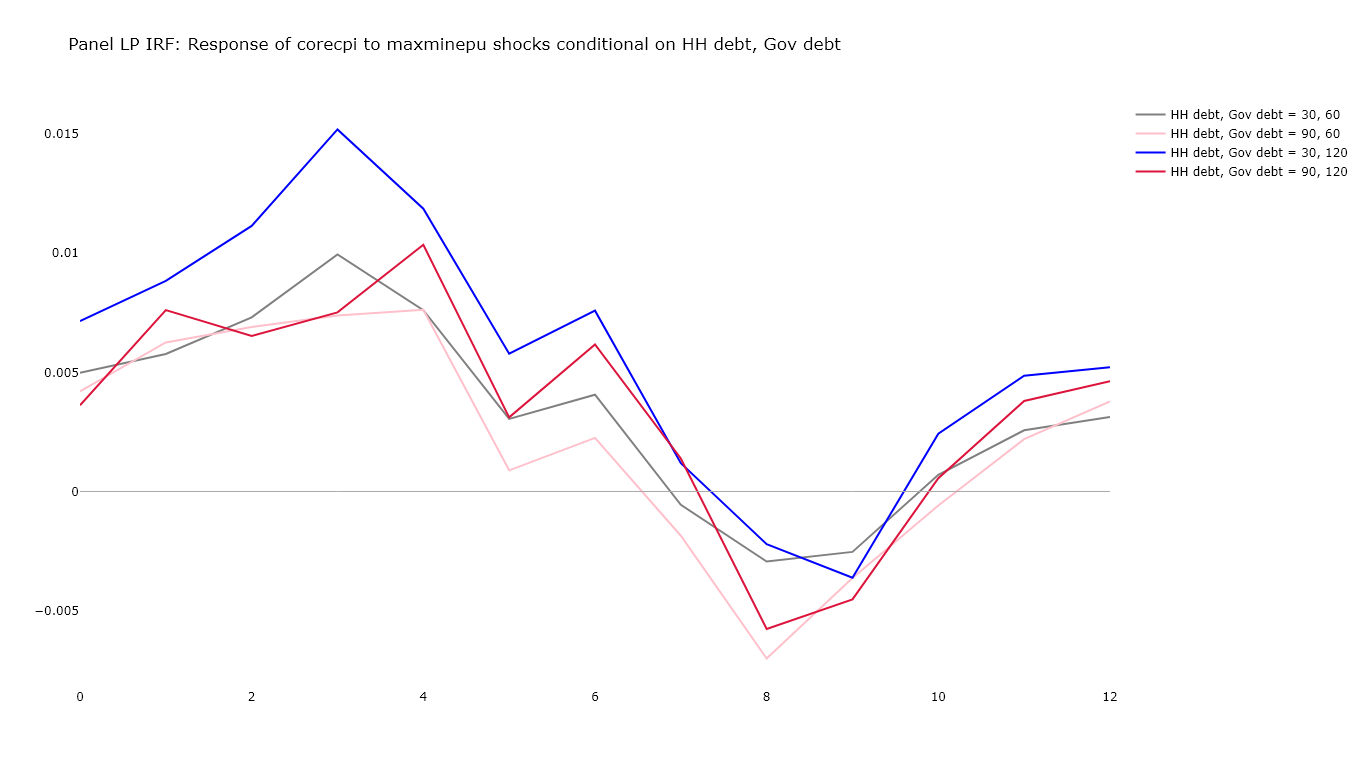 Panel LP IRF: Response of corecpi to maxminepu shocks conditional on HH debt, Gov debt
HH debt, Gov debt = 30, 60
HH debt, Gov debt = 90, 60
HH debt, Gov debt = 30, 120
HH debt, Gov debt = 90, 120
0.015
0.01
0.005
0
−0.005
0 2 4 6 8 10 12